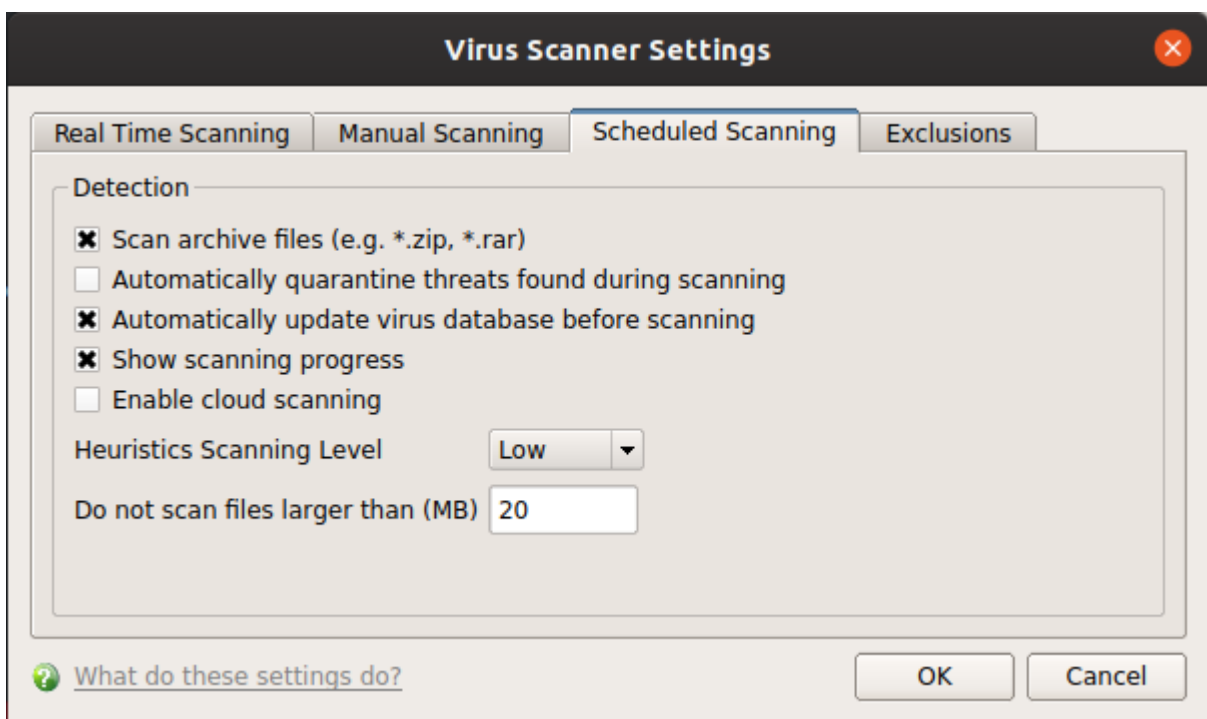 Virus Scanner Settings
Real Time Scanning Manual Scanning Scheduled Scanning Exclusions
Detection
Scan archive files (e.g. *.zip, *.rar)
Automatically quarantine threats found during scanning
Automatically update virus database before scanning
Show scanning progress
Enable cloud scanning
Heuristics Scanning Level Low
Do not scan files larger than (MB) 20
What do these settings do? OK Cancel